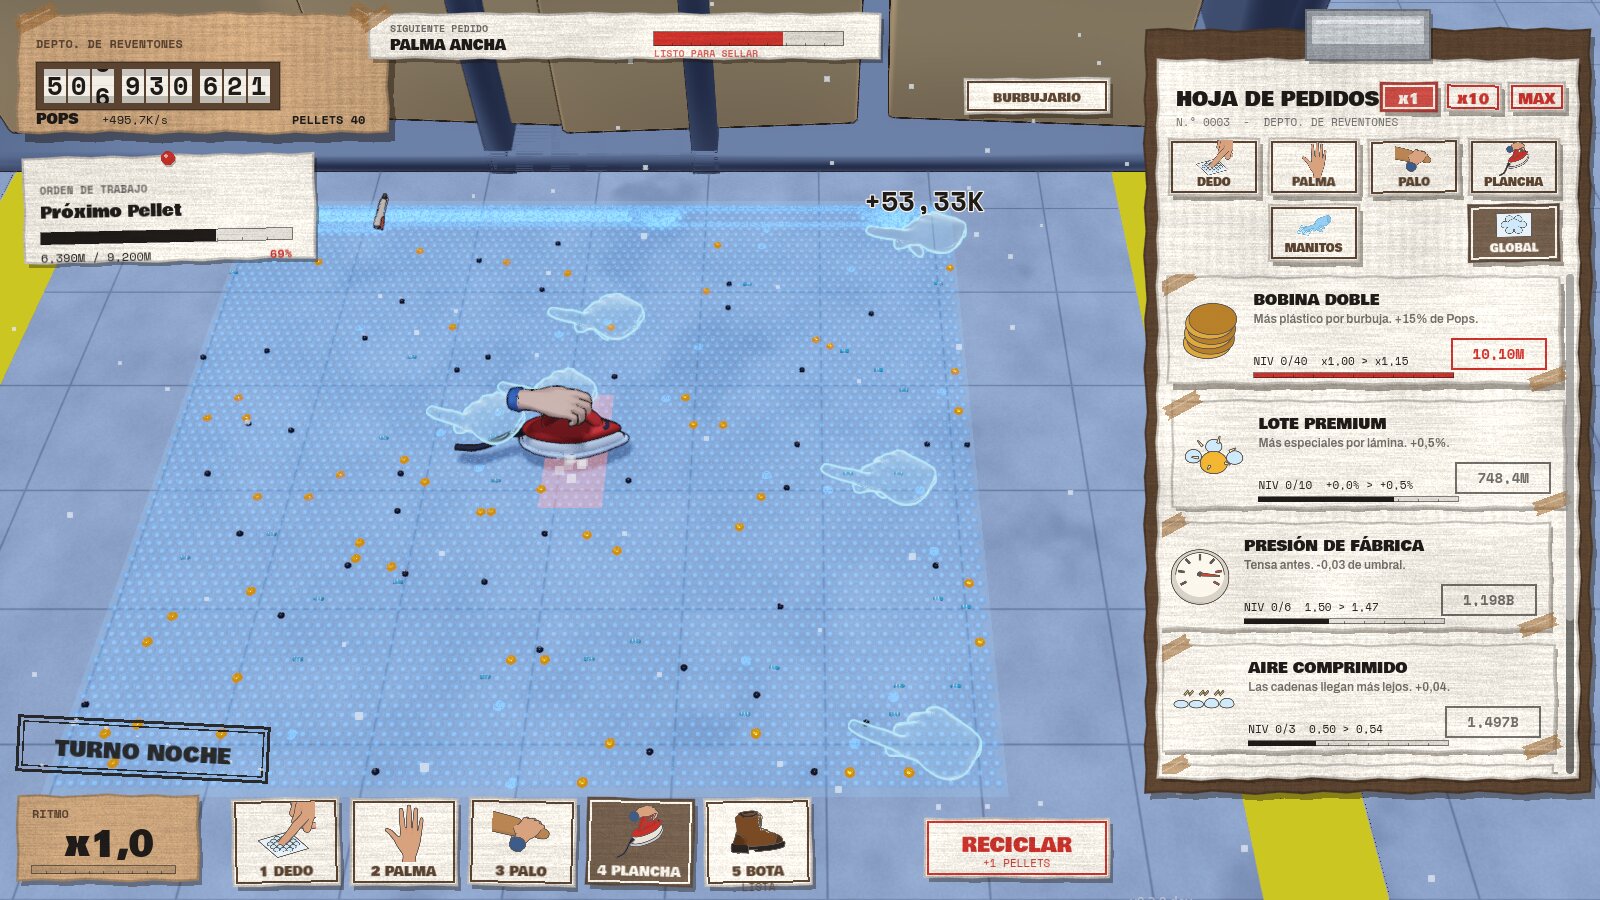 DEPTO. DE REVENTONES
50 6 930 621
POPS +495,7K/s PELLETS 40
SIGUIENTE PEDIDO
PALMA ANCHA
LISTO PARA SELLAR
BURBUJARIO
ORDEN DE TRABAJO
Próximo Pellet
6,390M / 9,200M 69%
+53,33K
HOJA DE PEDIDOS x1 x10 MAX
N.° 0003 - DEPTO. DE REVENTONES
DEDO PALMA PALO PLANCHA
MANITOS GLOBAL
BOBINA DOBLE
Más plástico por burbuja. +15% de Pops.
NIV 0/40 x1,00 > x1,15
10,10M
LOTE PREMIUM
Más especiales por lámina. +0,5%.
NIV 0/10 +0,0% > +0,5%
748,4M
PRESIÓN DE FÁBRICA
Tensa antes. -0,03 de umbral.
NIV 0/6 1,50 > 1,47
1,198B
AIRE COMPRIMIDO
Las cadenas llegan más lejos. +0,04.
NIV 0/3 0,50 > 0,54
1,497B
TURNO NOCHE
RITMO
x1,0
1 DEDO 2 PALMA 3 PALO 4 PLANCHA 5 BOTA
LISTA
RECICLAR
+1 PELLETS